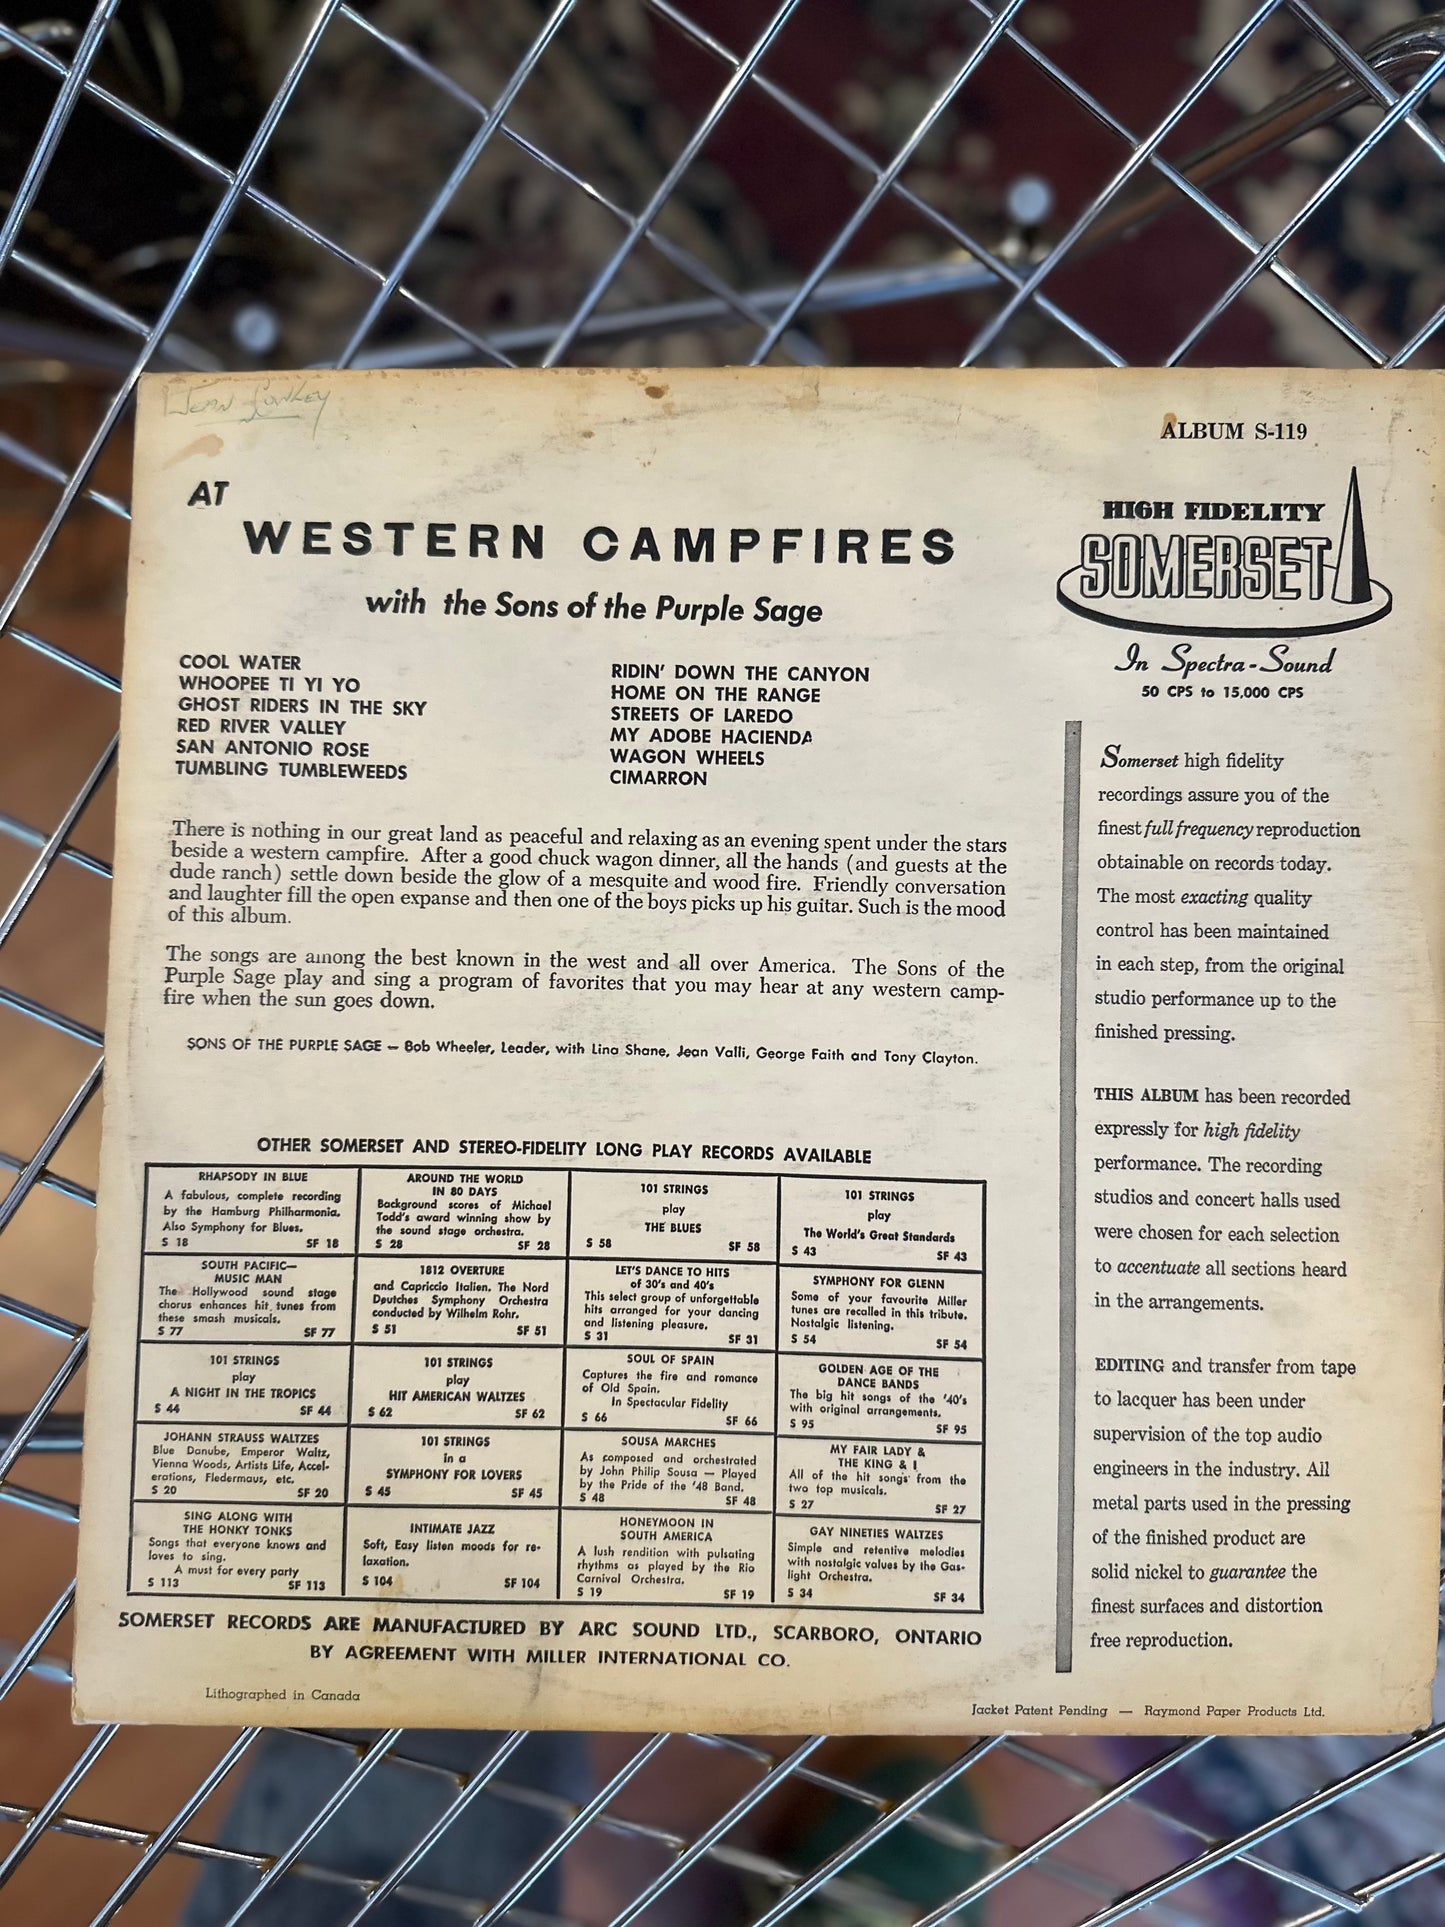 Jean Lowley
ALBUM S-119
AT
WESTERN CAMPFIRES
with the Sons of the Purple Sage
COOL WATER
WHOOPEE TI YI YO
GHOST RIDERS IN THE SKY
RED RIVER VALLEY
SAN ANTONIO ROSE
TUMBLING TUMBLEWEEDS
RIDIN' DOWN THE CANYON
HOME ON THE RANGE
STREETS OF LAREDO
MY ADOBE HACIENDA
WAGON WHEELS
CIMARRON
There is nothing in our great land as peaceful and relaxing as an evening spent under the stars
beside a western campfire. After a good chuck wagon dinner, all the hands (and guests at the
dude ranch) settle down beside the glow of a mesquite and wood fire. Friendly conversation
and laughter fill the open expanse and then one of the boys picks up his guitar. Such is the mood
of this album.
The songs are among the best known in the west and all over America. The Sons of the
Purple Sage play and sing a program of favorites that you may hear at any western camp-
fire when the sun goes down.
SONS OF THE PURPLE SAGE — Bob Wheeler, Leader, with Lina Shane, Jean Valli, George Faith and Tony Clayton.
OTHER SOMERSET AND STEREO-FIDELITY LONG PLAY RECORDS AVAILABLE
RHAPSODY IN BLUE
A fabulous, complete recording
by the Hamburg Philharmonia.
Also Symphony for Blues.
S 18 SF 18
AROUND THE WORLD
IN 80 DAYS
Background scores of Michael
Todd's award winning show by
the sound stage orchestra.
S 28 SF 28
101 STRINGS
play
THE BLUES
S 58 SF 58
101 STRINGS
play
The World's Great Standards
S 43 SF 43
SOUTH PACIFIC—
MUSIC MAN
The Hollywood sound stage
chorus enhances hit tunes from
these smash musicals.
S 77 SF 77
1812 OVERTURE
and Capriccio Italien. The Nord
Deutches Symphony Orchestra
conducted by Wilhelm Rohr.
S 51 SF 51
LET'S DANCE TO HITS
of 30's and 40's
This select group of unforgettable
hits arranged for your dancing
and listening pleasure.
S 31 SF 31
SYMPHONY FOR GLENN
Some of your favourite Miller
tunes are recalled in this tribute.
Nostalgic listening.
S 54 SF 54
101 STRINGS
play
A NIGHT IN THE TROPICS
S 44 SF 44
101 STRINGS
play
HIT AMERICAN WALTZES
S 62 SF 62
SOUL OF SPAIN
Captures the fire and romance
of Old Spain.
In Spectacular Fidelity
S 66 SF 66
GOLDEN AGE OF THE
DANCE BANDS
The big hit songs of the '40's
with original arrangements.
S 95 SF 95
JOHANN STRAUSS WALTZES
Blue Danube, Emperor Waltz,
Vienna Woods, Artists Life, Accel-
erations, Fledermaus, etc.
S 20 SF 20
101 STRINGS
in a
SYMPHONY FOR LOVERS
S 45 SF 45
SOUSA MARCHES
As composed and orchestrated
by John Philip Sousa — Played
by the Pride of the '48 Band.
S 48 SF 48
MY FAIR LADY &
THE KING & I
All of the hit songs from the
two top musicals.
S 27 SF 27
SING ALONG WITH
THE HONKY TONKS
Songs that everyone knows and
loves to sing.
A must for every party
S 113 SF 113
INTIMATE JAZZ
Soft, Easy listen moods for re-
laxation.
S 104 SF 104
HONEYMOON IN
SOUTH AMERICA
A lush rendition with pulsating
rhythms as played by the Rio
Carnival Orchestra.
S 19 SF 19
GAY NINETIES WALTZES
Simple and retentive melodies
with nostalgic values by the Gas-
light Orchestra.
S 34 SF 34
SOMERSET RECORDS ARE MANUFACTURED BY ARC SOUND LTD., SCARBORO, ONTARIO
BY AGREEMENT WITH MILLER INTERNATIONAL CO.
Lithographed in Canada
HIGH FIDELITY
SOMERSET
In Spectra-Sound
50 CPS to 15,000 CPS
Somerset high fidelity
recordings assure you of the
finest full frequency reproduction
obtainable on records today.
The most exacting quality
control has been maintained
in each step, from the original
studio performance up to the
finished pressing.
THIS ALBUM has been recorded
expressly for high fidelity
performance. The recording
studios and concert halls used
were chosen for each selection
to accentuate all sections heard
in the arrangements.
EDITING and transfer from tape
to lacquer has been under
supervision of the top audio
engineers in the industry. All
metal parts used in the pressing
of the finished product are
solid nickel to guarantee the
finest surfaces and distortion
free reproduction.
Jacket Patent Pending — Raymond Paper Products Ltd.